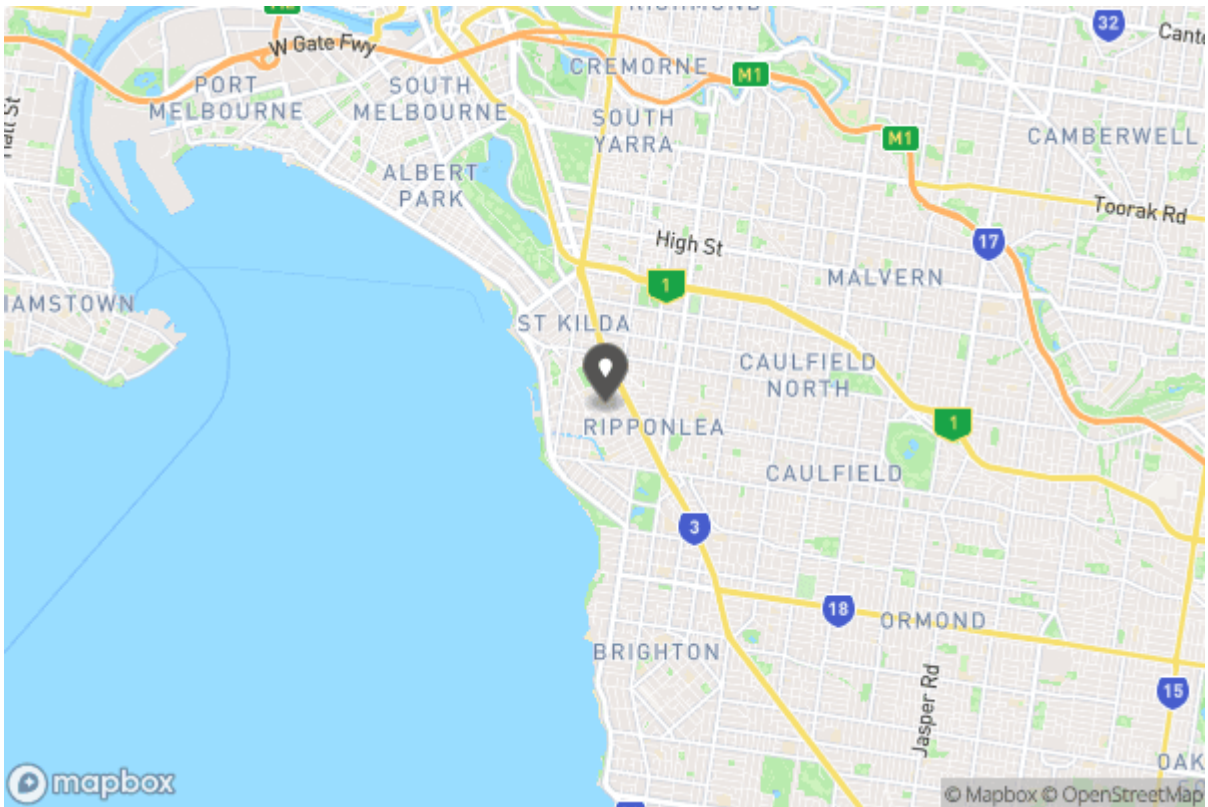 RICHMOND
32
W Gate Fwy
CREMORNE
M1
PORT
MELBOURNE
SOUTH
MELBOURNE
SOUTH
YARRA
M1
CAMBERWELL
ALBERT
PARK
Toorak Rd
High St
17
MALVERN
1
IAMSTOWN
ST KILDA
CAULFIELD
NORTH
1
RIPPONLEA
CAULFIELD
3
18
ORMOND
BRIGHTON
Jasper Rd
15
OAK
mapbox
© Mapbox © OpenStreetMap